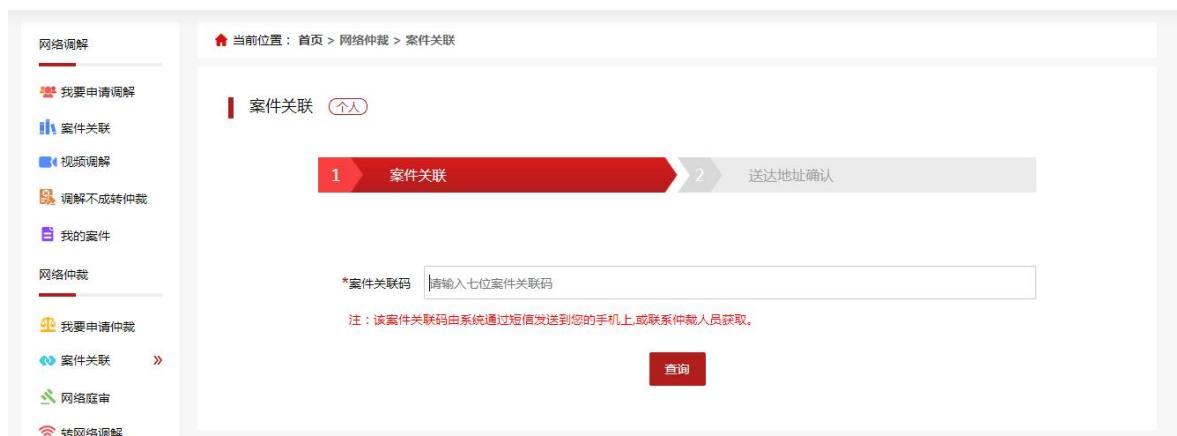 网络调解
我要申请调解
案件关联
视频调解
调解不成转仲裁
我的案件
网络仲裁
我要申请仲裁
案件关联 »
网络庭审
转网络调解
当前位置： 首页 > 网络仲裁 > 案件关联
案件关联 个人
1 案件关联 2 送达地址确认
*案件关联码 请输入七位案件关联码
注：该案件关联码由系统通过短信发送到您的手机上,或联系仲裁人员获取。
查询